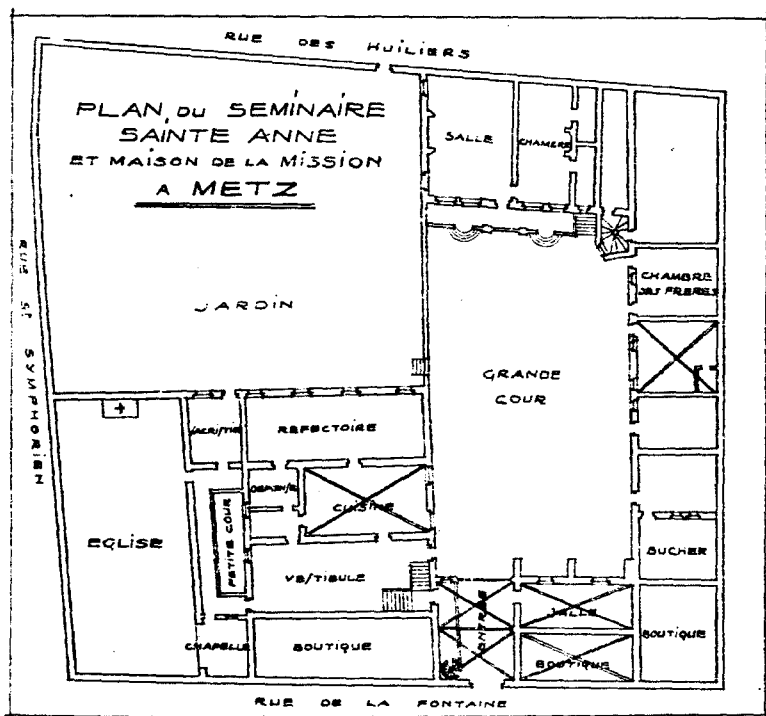 RUE DES HUILIERS
PLAN, DU SEMINAIRE
SAINTE ANNE
ET MAISON DE LA MISSION
A METZ
SALLE
CHAMBRE
RUE ST SYMPHORIEN
JARDIN
CHAMBRE
DES FRERES
GRANDE
COUR
SACRISTIE
REFECTOIRE
CUISINE
PETITE COUR
EGLISE
BUCHER
VESTIBULE
ENTREE
SALLE
BOUTIQUE
CHAPELLE
BOUTIQUE
BOUTIQUE
RUE DE LA FONTAINE